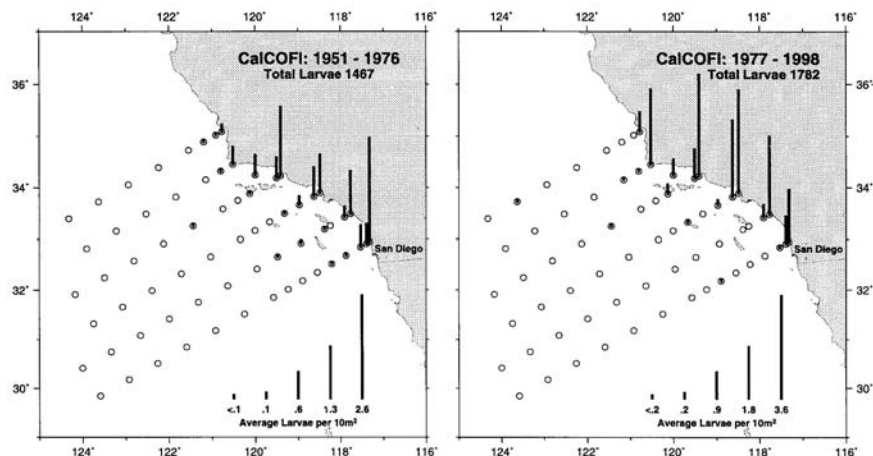 CalCOFI: 1951 - 1976
Total Larvae 1467
36°
34°
32°
30°
San Diego
<.1 .1 .6 1.3 2.6
Average Larvae per 10m²
124° 122° 120° 118° 116°
124° 122° 120° 118° 116°
CalCOFI: 1977 - 1998
Total Larvae 1782
36°
34°
32°
30°
San Diego
<.2 .2 .9 1.8 3.6
Average Larvae per 10m²
124° 122° 120° 118° 116°
124° 122° 120° 118° 116°